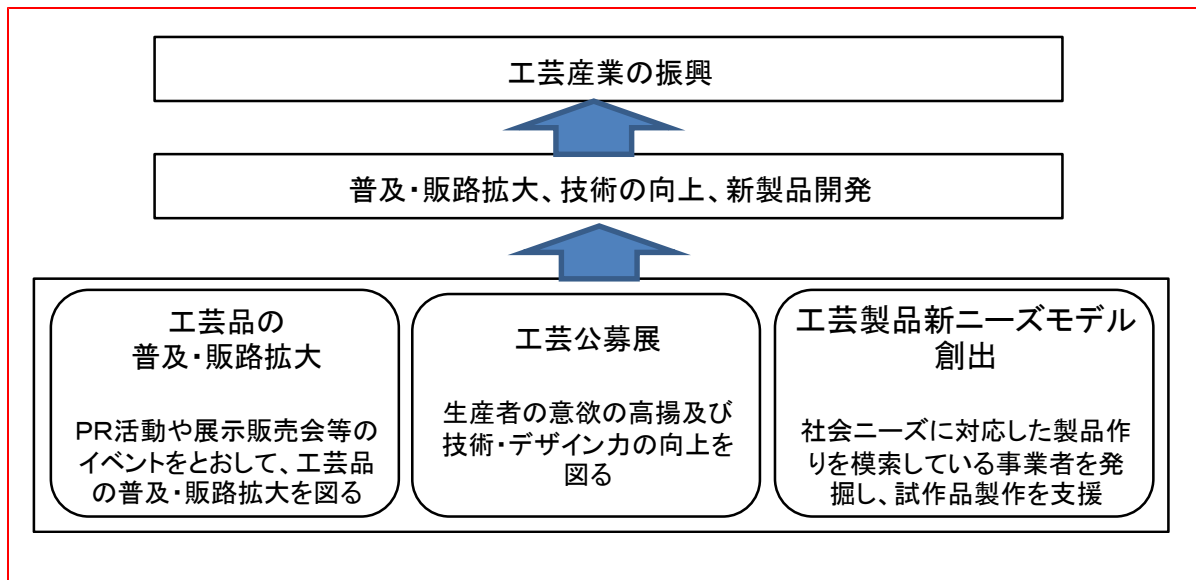 工芸産業の振興
普及・販路拡大、技術の向上、新製品開発
工芸品の
普及・販路拡大
PR活動や展示販売会等の
イベントをとおして、工芸品
の普及・販路拡大を図る
工芸公募展
生産者の意欲の高揚及び
技術・デザイン力の向上を
図る
工芸製品新ニーズモデル
創出
社会ニーズに対応した製品作
りを模索している事業者を発
掘し、試作品製作を支援